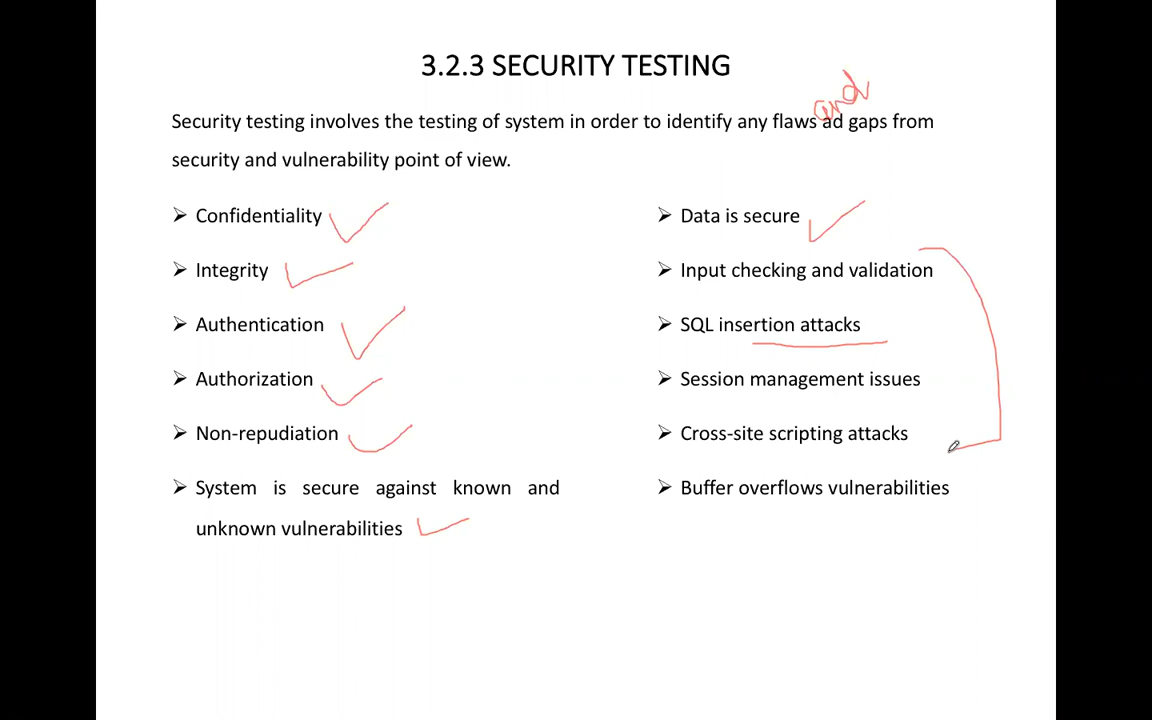 3.2.3 SECURITY TESTING
and
Security testing involves the testing of system in order to identify any flaws ad gaps from
security and vulnerability point of view.
➢ Confidentiality
➢ Integrity
➢ Authentication
➢ Authorization
➢ Non-repudiation
➢ System is secure against known and
unknown vulnerabilities
➢ Data is secure
➢ Input checking and validation
➢ SQL insertion attacks
➢ Session management issues
➢ Cross-site scripting attacks
➢ Buffer overflows vulnerabilities